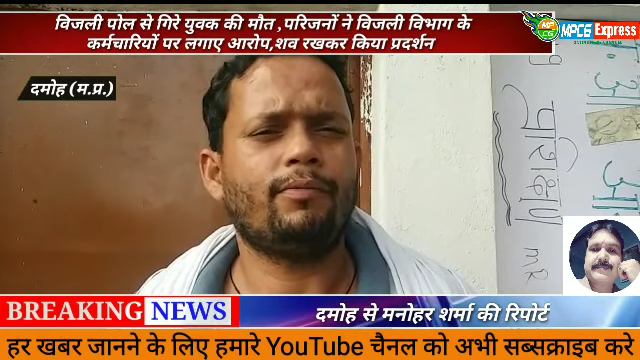 विजली पोल से गिरे युवक की मौत ,परिजनों ने विजली विभाग के
कर्मचारियों पर लगाए आरोप,शव रखकर किया प्रदर्शन
MPCG Express
दमोह (म.प्र.)
BREAKING NEWS
दमोह से मनोहर शर्मा की रिपोर्ट
हर खबर जानने के लिए हमारे YouTube चैनल को अभी सब्सक्राइब करे